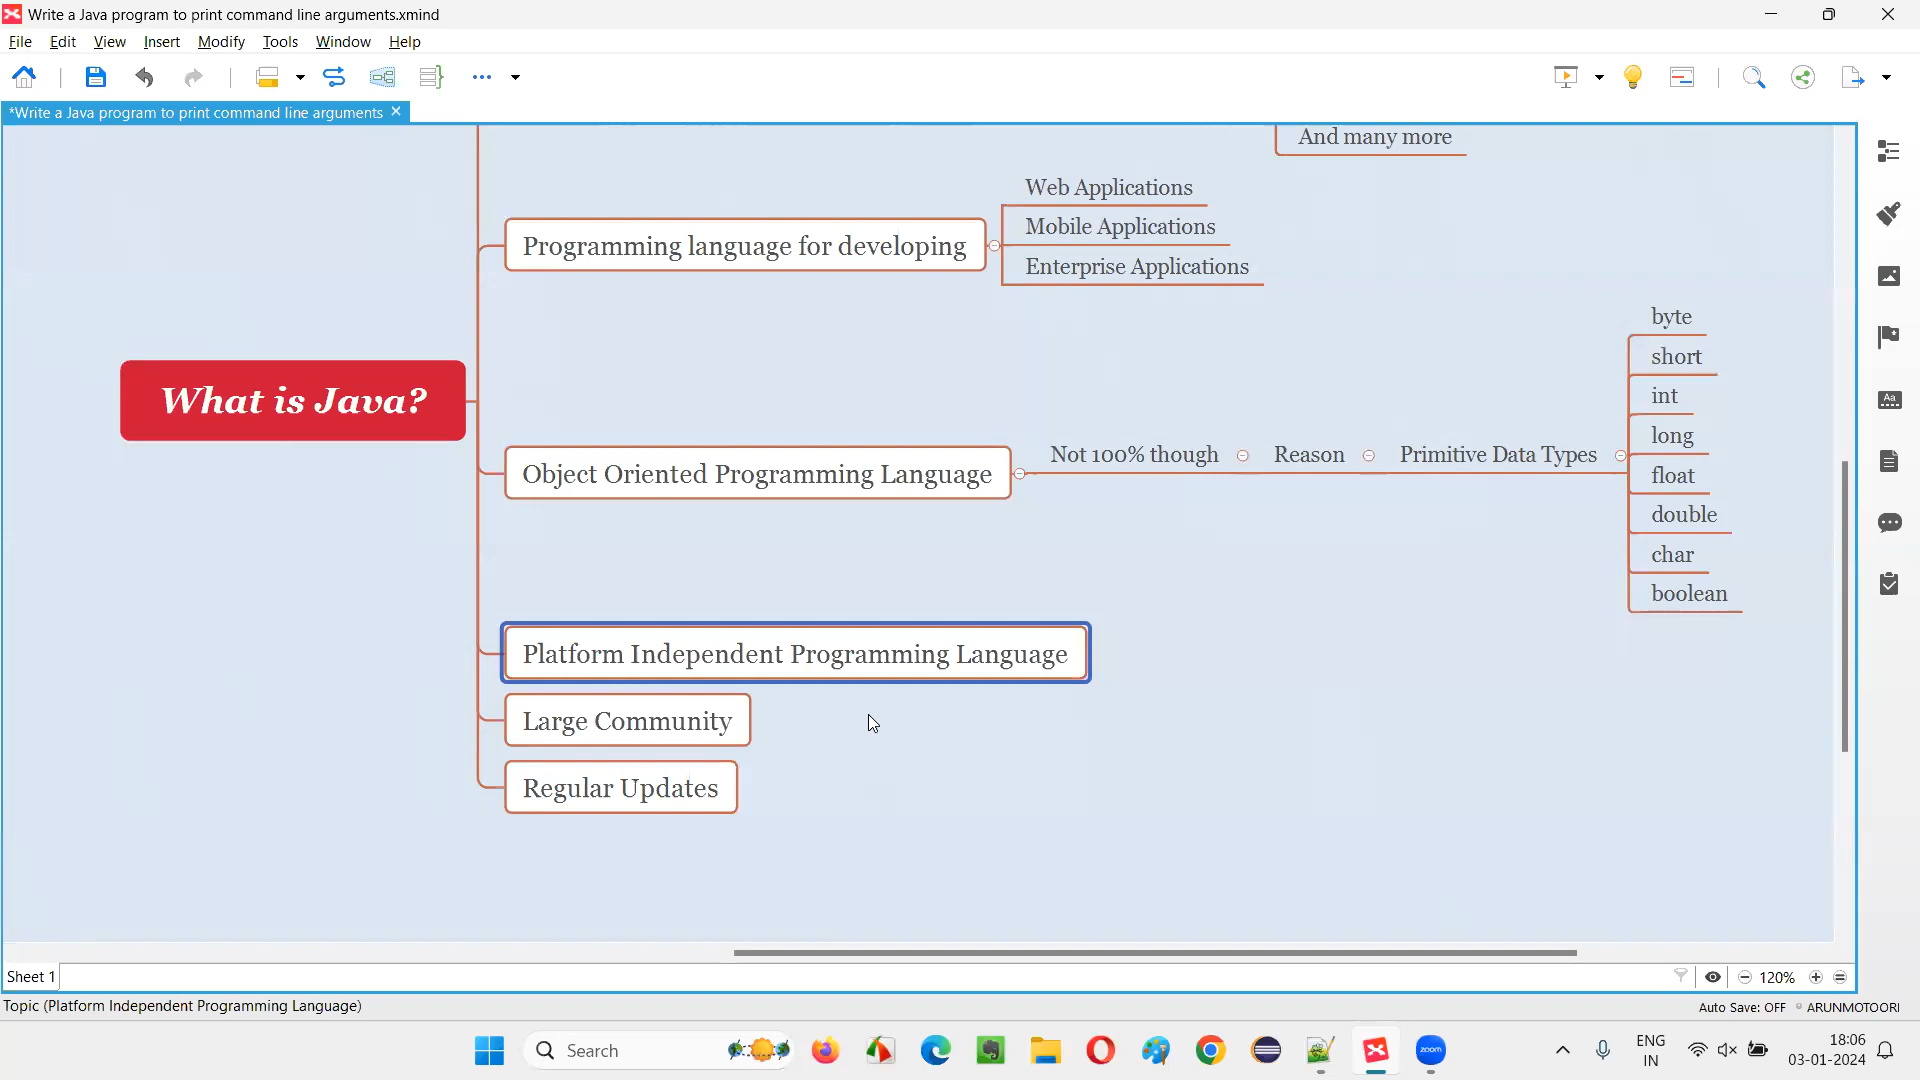 Write a Java program to print command line arguments.xmind
File Edit View Insert Modify Tools Window Help
*Write a Java program to print command line arguments
And many more
Web Applications
Programming language for developing
Mobile Applications
Enterprise Applications
byte
short
What is Java?
int
long
Object Oriented Programming Language
Not 100% though
Reason
Primitive Data Types
float
double
char
boolean
Platform Independent Programming Language
Large Community
Regular Updates
Aa
Sheet 1
120%
Topic (Platform Independent Programming Language)
Auto Save: OFF
ARUNMOTOORI
Search
zoom
ENG
IN
18:06
03-01-2024